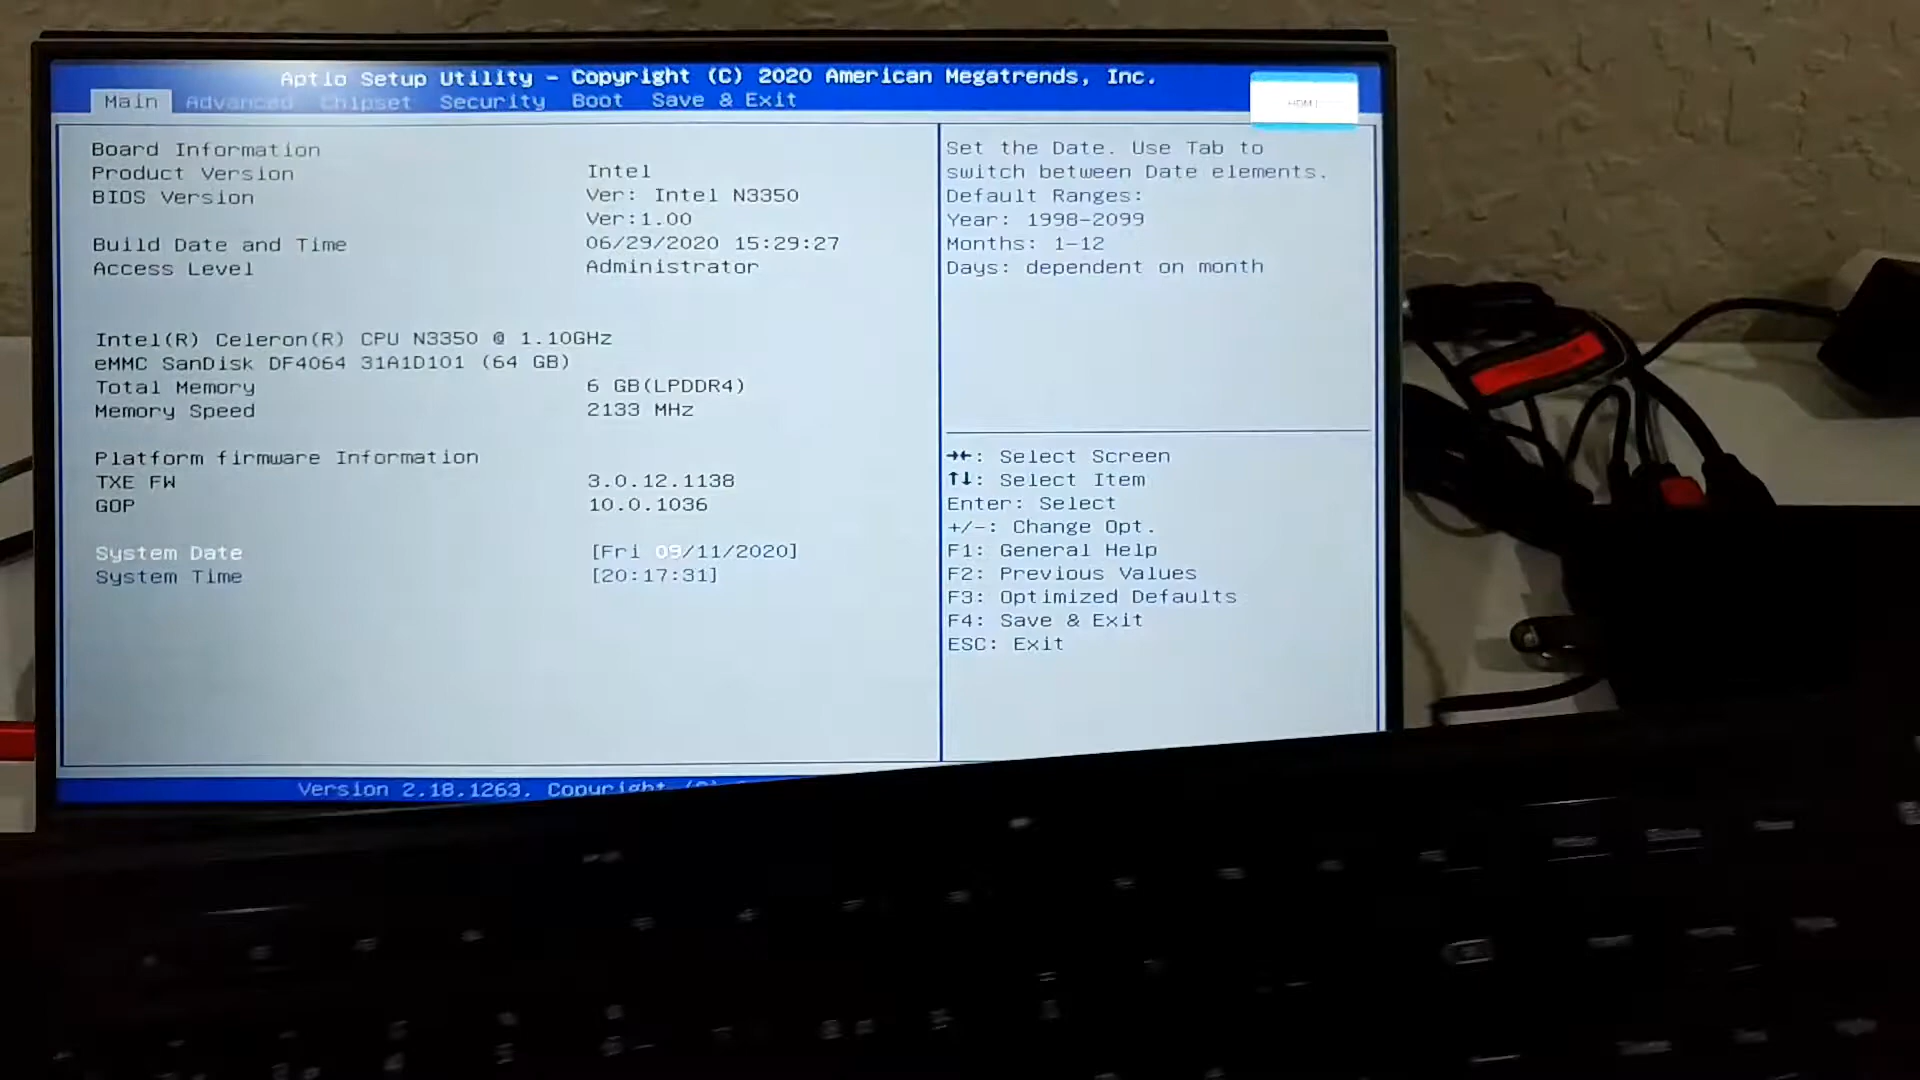 Aptio Setup Utility – Copyright (C) 2020 American Megatrends, Inc.
Main Advanced Chipset Security Boot Save & Exit
HDMI
Board Information
Product Version Intel
BIOS Version Ver: Intel N3350
Ver:1.00
Build Date and Time 06/29/2020 15:29:27
Access Level Administrator
Intel(R) Celeron(R) CPU N3350 @ 1.10GHz
eMMC SanDisk DF4064 31A1D101 (64 GB)
Total Memory 6 GB(LPDDR4)
Memory Speed 2133 MHz
Platform firmware Information
TXE FW 3.0.12.1138
GOP 10.0.1036
System Date [Fri 09/11/2020]
System Time [20:17:31]
Set the Date. Use Tab to
switch between Date elements.
Default Ranges:
Year: 1998-2099
Months: 1-12
Days: dependent on month
→←: Select Screen
↑↓: Select Item
Enter: Select
+/-: Change Opt.
F1: General Help
F2: Previous Values
F3: Optimized Defaults
F4: Save & Exit
ESC: Exit
Version 2.18.1263. Copyright